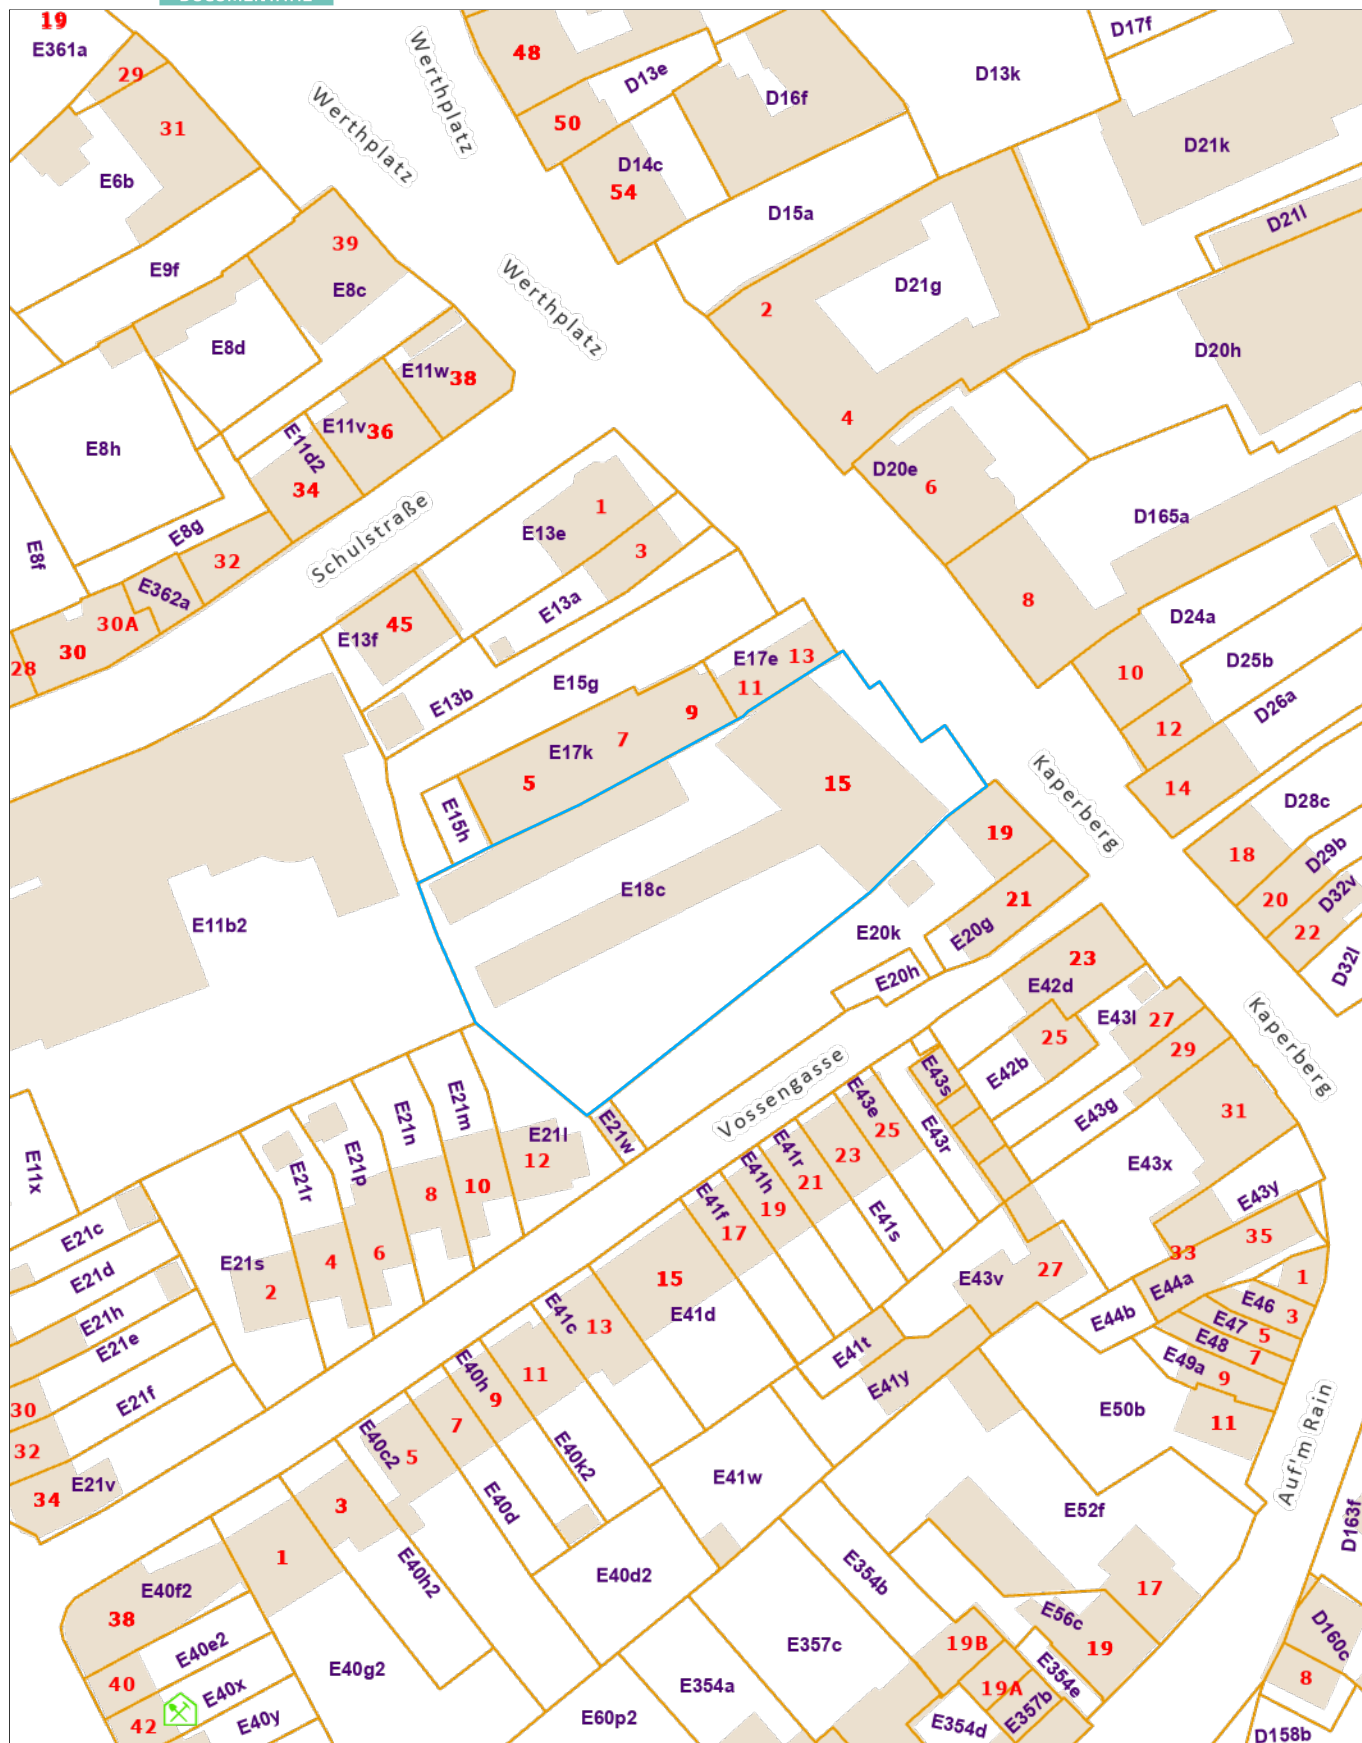 19
E361a
29
31
E6b
Werthplatz
Werthplatz
48
D13e
50
D16f
D14c
54
D13k
D17f
D21k
D15a
D21l
E9f
39
E8c
E8d
Werthplatz
2
D21g
D20h
4
E11w
38
E8h
E11v
36
E11d2
34
D20e
6
D165a
E8g
E8f
32
Schulstraße
E13e
1
3
E362a
30A
30
28
E13a
8
D24a
E13f
45
D25b
10
E17e
13
11
E15g
E13b
D26a
12
9
7
E17k
5
15
14
Kaperberg
D28c
E15h
19
18
D29b
E18c
21
20
D32v
E11b2
E20k
E20g
22
23
D32l
E20h
E42d
E43l
27
25
29
Kaperberg
Vossengasse
E42b
E43s
E43g
31
E21m
E21n
E21w
E43e
25
E43r
E21l
12
E21p
E21r
E11x
E41r
23
E43x
E41h
21
8
10
E41f
19
E43y
E21c
17
E41s
35
6
33
E21s
4
E21d
2
15
E43v
27
1
E44a
E46
3
E21h
E41c
E41d
E44b
E47
5
13
E48
7
E21e
E41t
E49a
9
E40h
11
E41y
E21f
9
30
E50b
7
11
E40c2
5
32
E40k2
Auf'm Rain
E41w
E21v
34
3
E40d
E52f
D163f
1
E40h2
E354b
E40d2
E40f2
17
38
E56c
D160c
E40e2
E357c
19B
19
E40g2
E354e
40
E354a
19A
8
E40x
E357b
42
E40y
E60p2
E354d
D158b